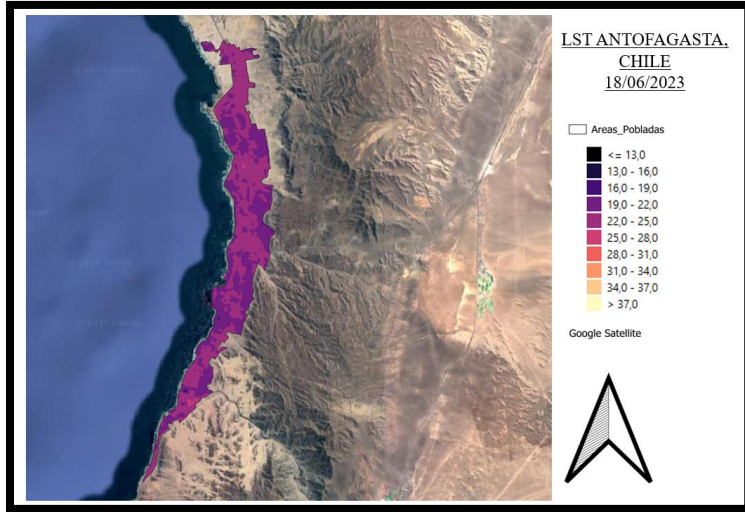 LST ANTOFAGASTA,
CHILE
18/06/2023
Areas_Pobladas
<= 13,0
13,0 - 16,0
16,0 - 19,0
19,0 - 22,0
22,0 - 25,0
25,0 - 28,0
28,0 - 31,0
31,0 - 34,0
34,0 - 37,0
> 37,0
Google Satellite